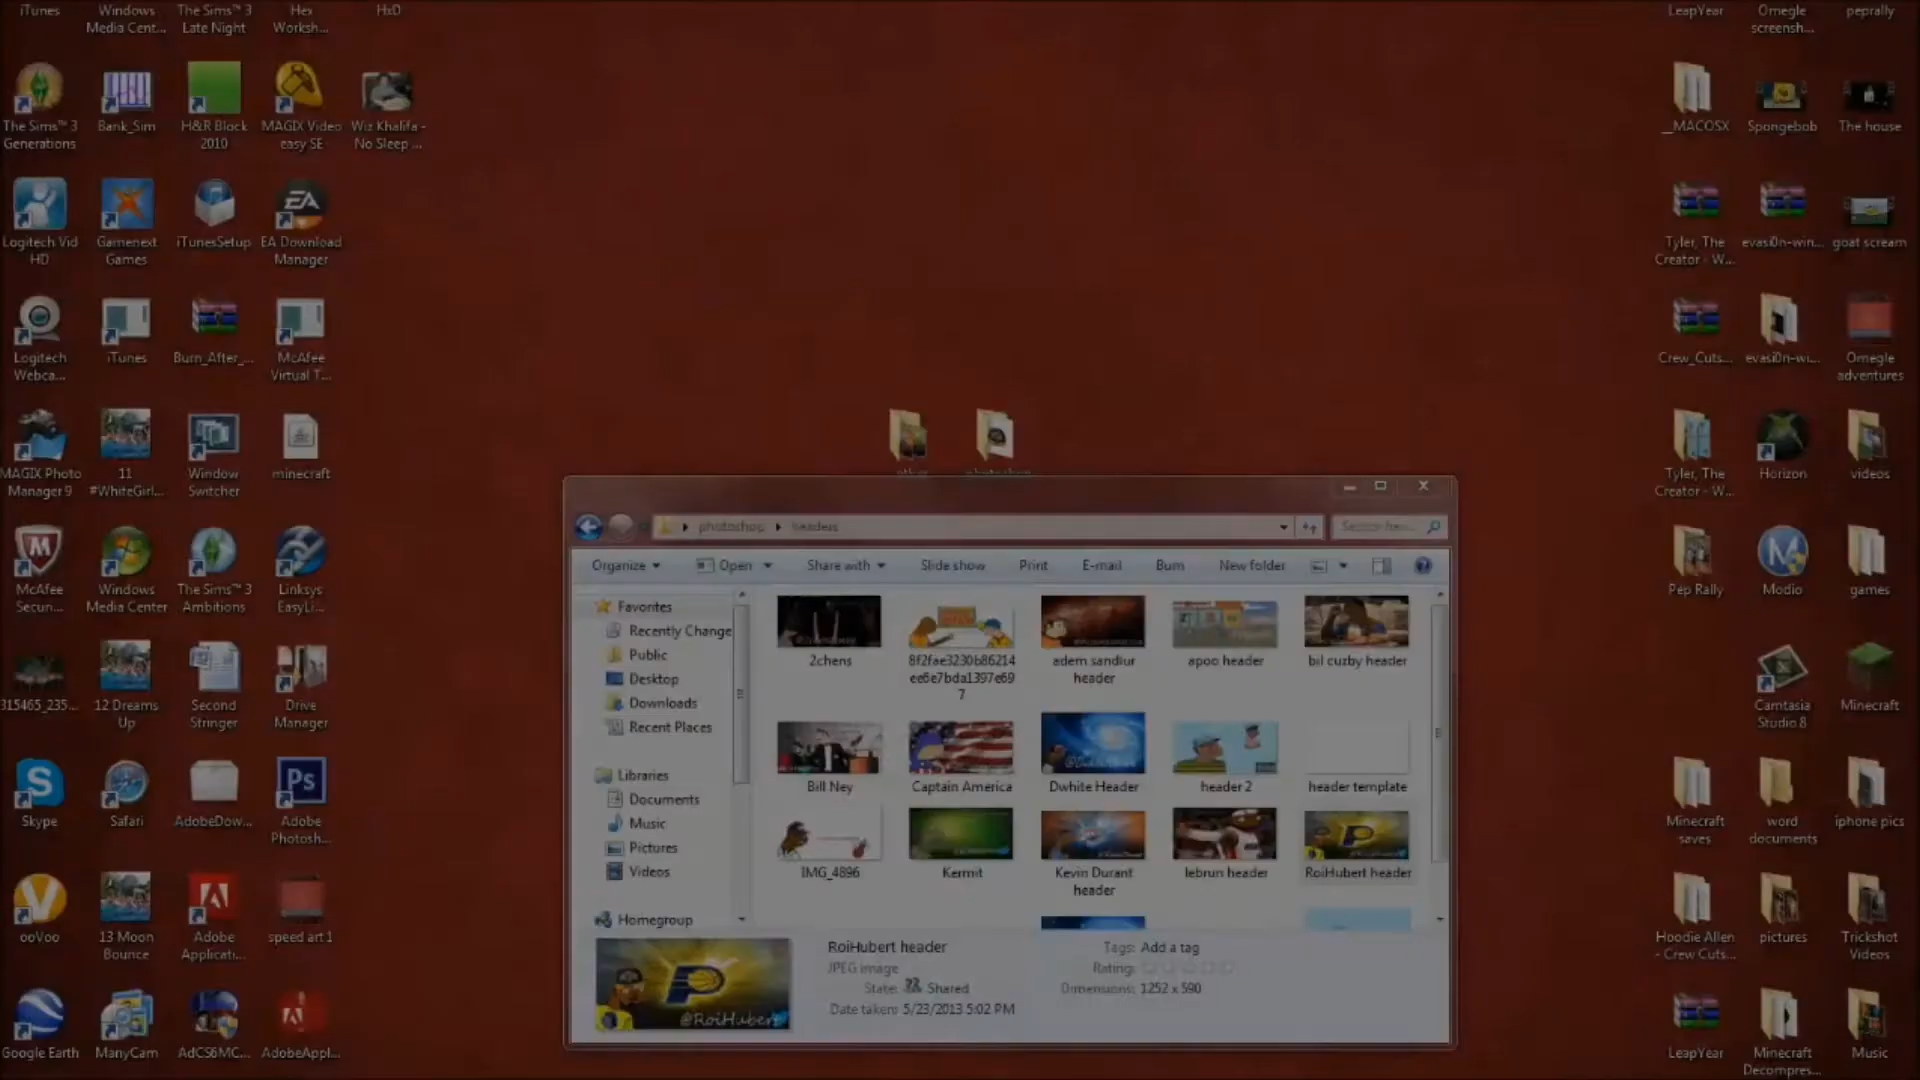 iTunes
Windows
Media Cent...
The Sims™ 3
Late Night
Hex
Worksh...
HxD
LeapYear
Omegle
screensh...
peprally
The Sims™ 3
Generations
Bank_Sim
H&R Block
2010
MAGIX Video
easy SE
Wiz Khalifa -
No Sleep ...
__MACOSX
Spongebob
The house
Logitech Vid
HD
Gamenext
Games
iTunesSetup
EA
EA Download
Manager
Tyler, The
Creator - W...
evasi0n-win...
goat scream
Logitech
Webca...
iTunes
Burn_After_...
McAfee
Virtual T...
Crew_Cuts...
evasi0n-wi...
Omegle
adventures
MAGIX Photo
Manager 9
11
#WhiteGirl...
Window
Switcher
minecraft
Tyler, The
Creator - W...
Horizon
videos
McAfee
Secur...
Windows
Media Center
The Sims™ 3
Ambitions
Linksys
EasyLi...
Pep Rally
Modio
games
315465_235...
12 Dreams
Up
Second
Stringer
Drive
Manager
Camtasia
Studio 8
Minecraft
Skype
Safari
AdobeDow...
Ps
Adobe
Photosh...
Minecraft
saves
word
documents
iphone pics
ooVoo
13 Moon
Bounce
Adobe
Applicati...
speed art 1
Hoodie Allen
- Crew Cuts...
pictures
Trickshot
Videos
Google Earth
ManyCam
AdCS6MC...
AdobeAppl...
LeapYear
Minecraft
Decompres...
Music
photoshop
headers
Organize
Open
Share with
Slide show
Print
E-mail
Burn
New folder
Favorites
Recently Change
Public
Desktop
Downloads
Recent Places
Libraries
Documents
Music
Pictures
Videos
Homegroup
2chens
8f2fae3230b86214
ee6e7bda1397e69
7
adem sandlur
header
apoo header
bil cuzby header
Bill Ney
Captain America
Dwhite Header
header 2
header template
IMG_4896
Kermit
Kevin Durant
header
lebrun header
RoiHubert header
@RoiHubert
RoiHubert header
JPEG image
State: Shared
Date taken: 5/23/2013 5:02 PM
Tags: Add a tag
Rating:
Dimensions: 1252 x 590